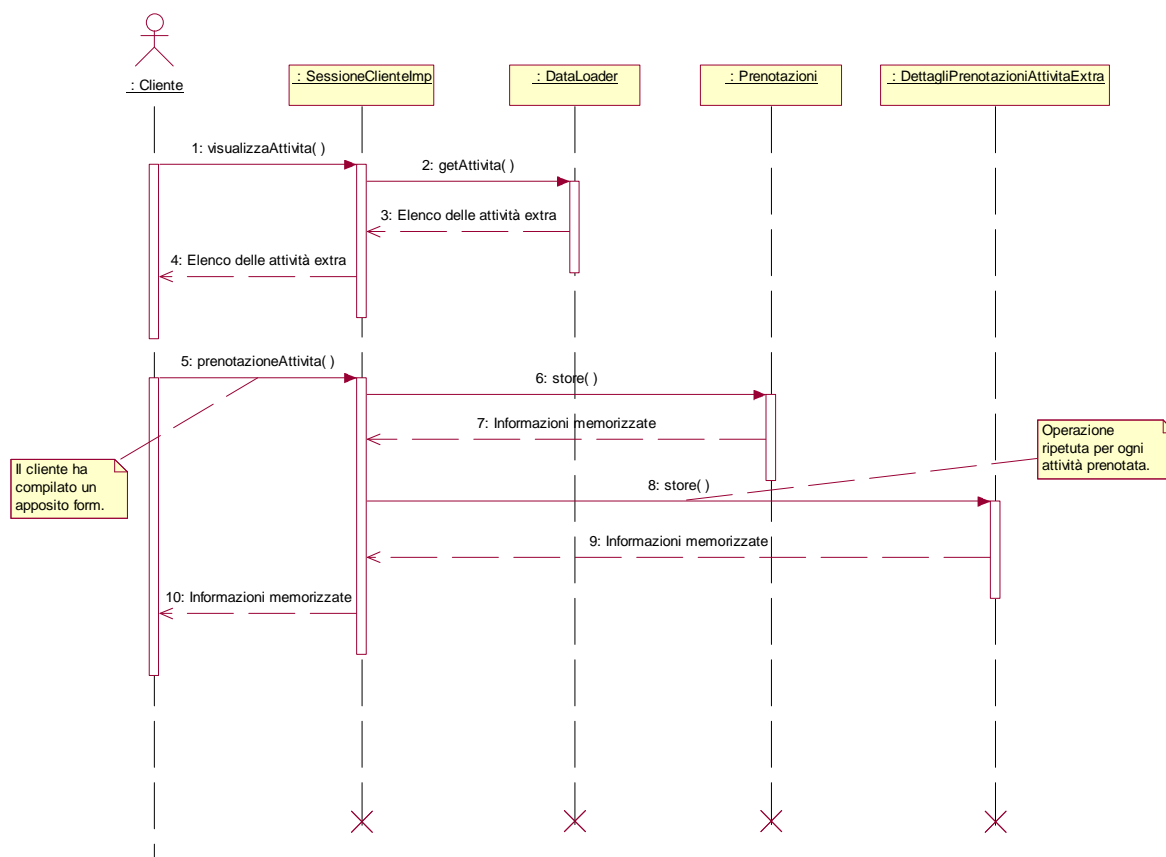 : Cliente
: SessioneClienteImp
: DataLoader
: Prenotazioni
: DettagliPrenotazioniAttivitaExtra
1: visualizzaAttivita( )
2: getAttivita( )
3: Elenco delle attività extra
4: Elenco delle attività extra
5: prenotazioneAttivita( )
6: store( )
7: Informazioni memorizzate
Operazione
ripetuta per ogni
attività prenotata.
Il cliente ha
compilato un
apposito form.
8: store( )
9: Informazioni memorizzate
10: Informazioni memorizzate